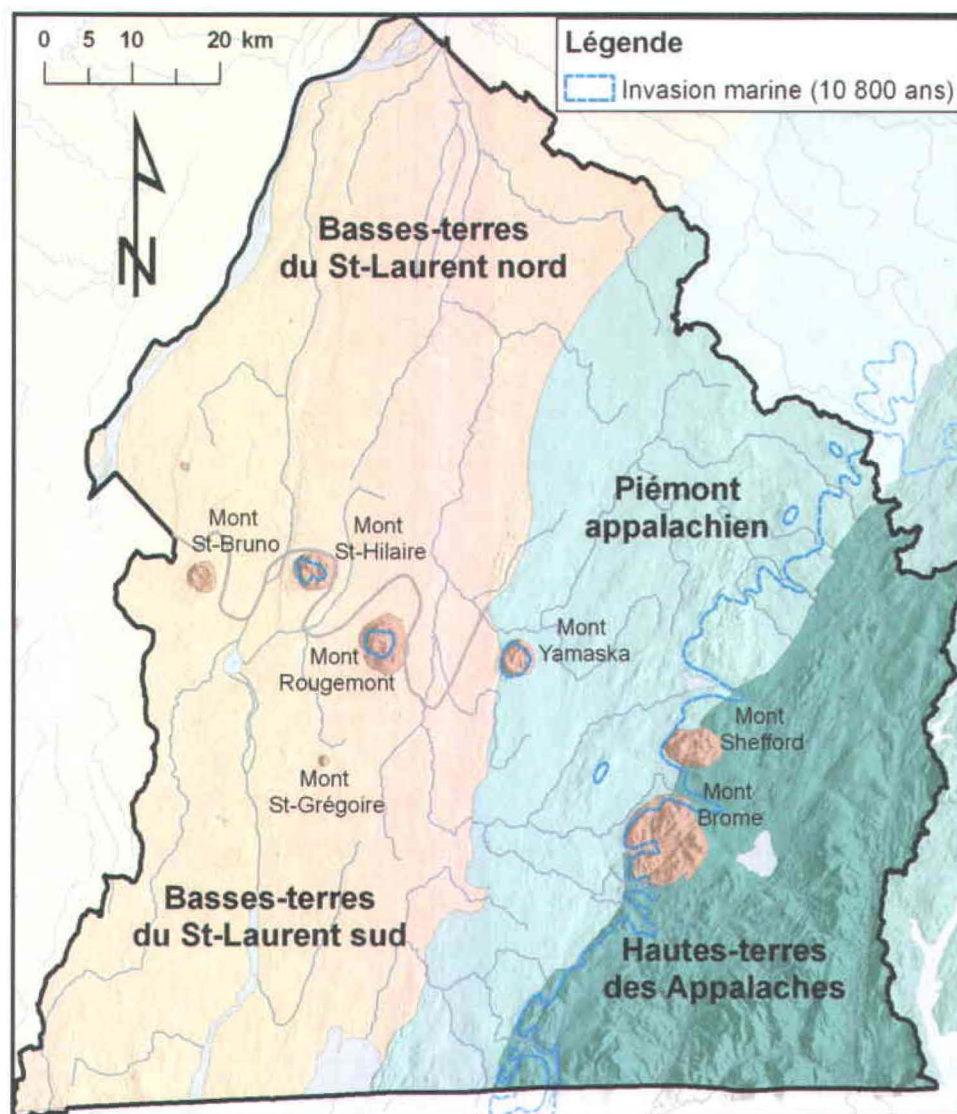 0 5 10 20 km
Légende
Invasion marine (10 800 ans)
N
Basses-terres
du St-Laurent nord
Piémont
appalachien
Mont
St-Bruno
Mont
St-Hilaire
Mont
Rougemont
Mont
Yamaska
Mont
St-Grégoire
Mont
Shefford
Mont
Brome
Basses-terres
du St-Laurent sud
Hautes-terres
des Appalaches